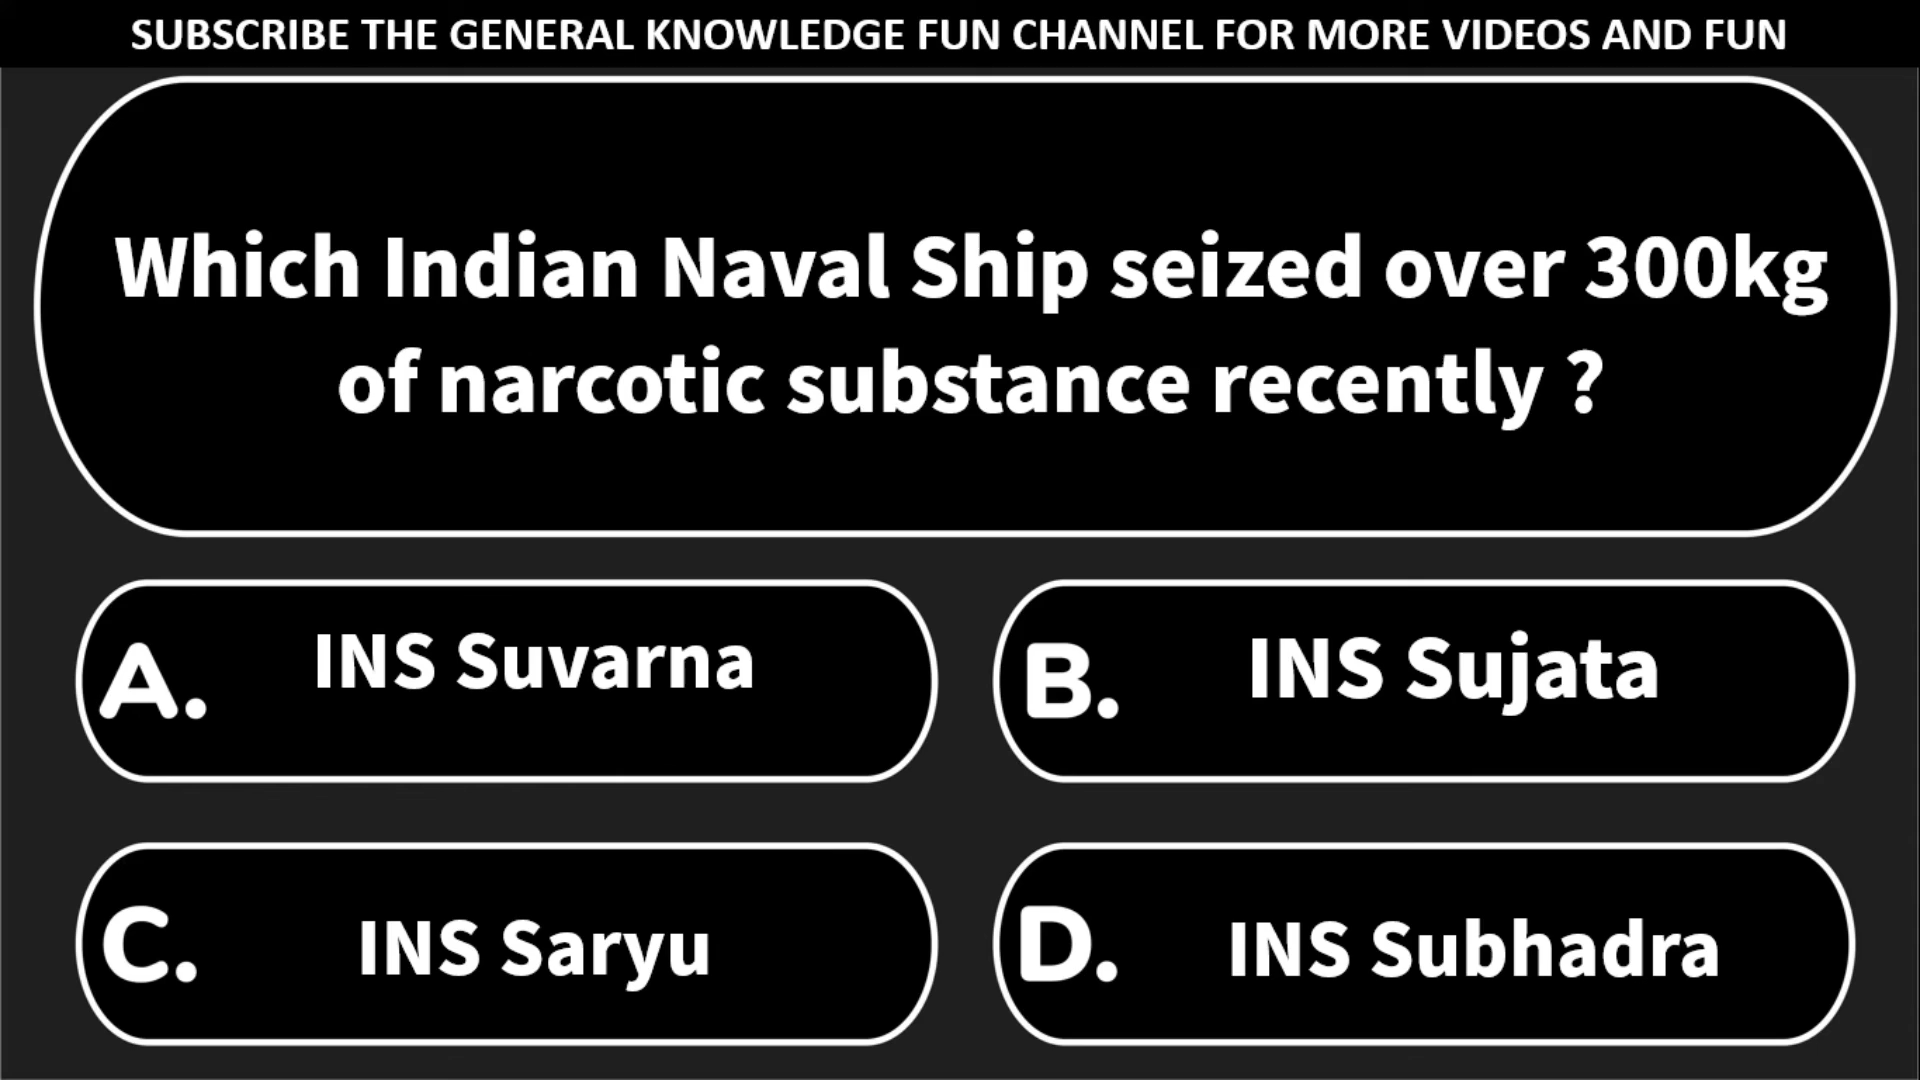 SUBSCRIBE THE GENERAL KNOWLEDGE FUN CHANNEL FOR MORE VIDEOS AND FUN
Which Indian Naval Ship seized over 300kg
of narcotic substance recently ?
A. INS Suvarna
B. INS Sujata
C. INS Saryu
D. INS Subhadra